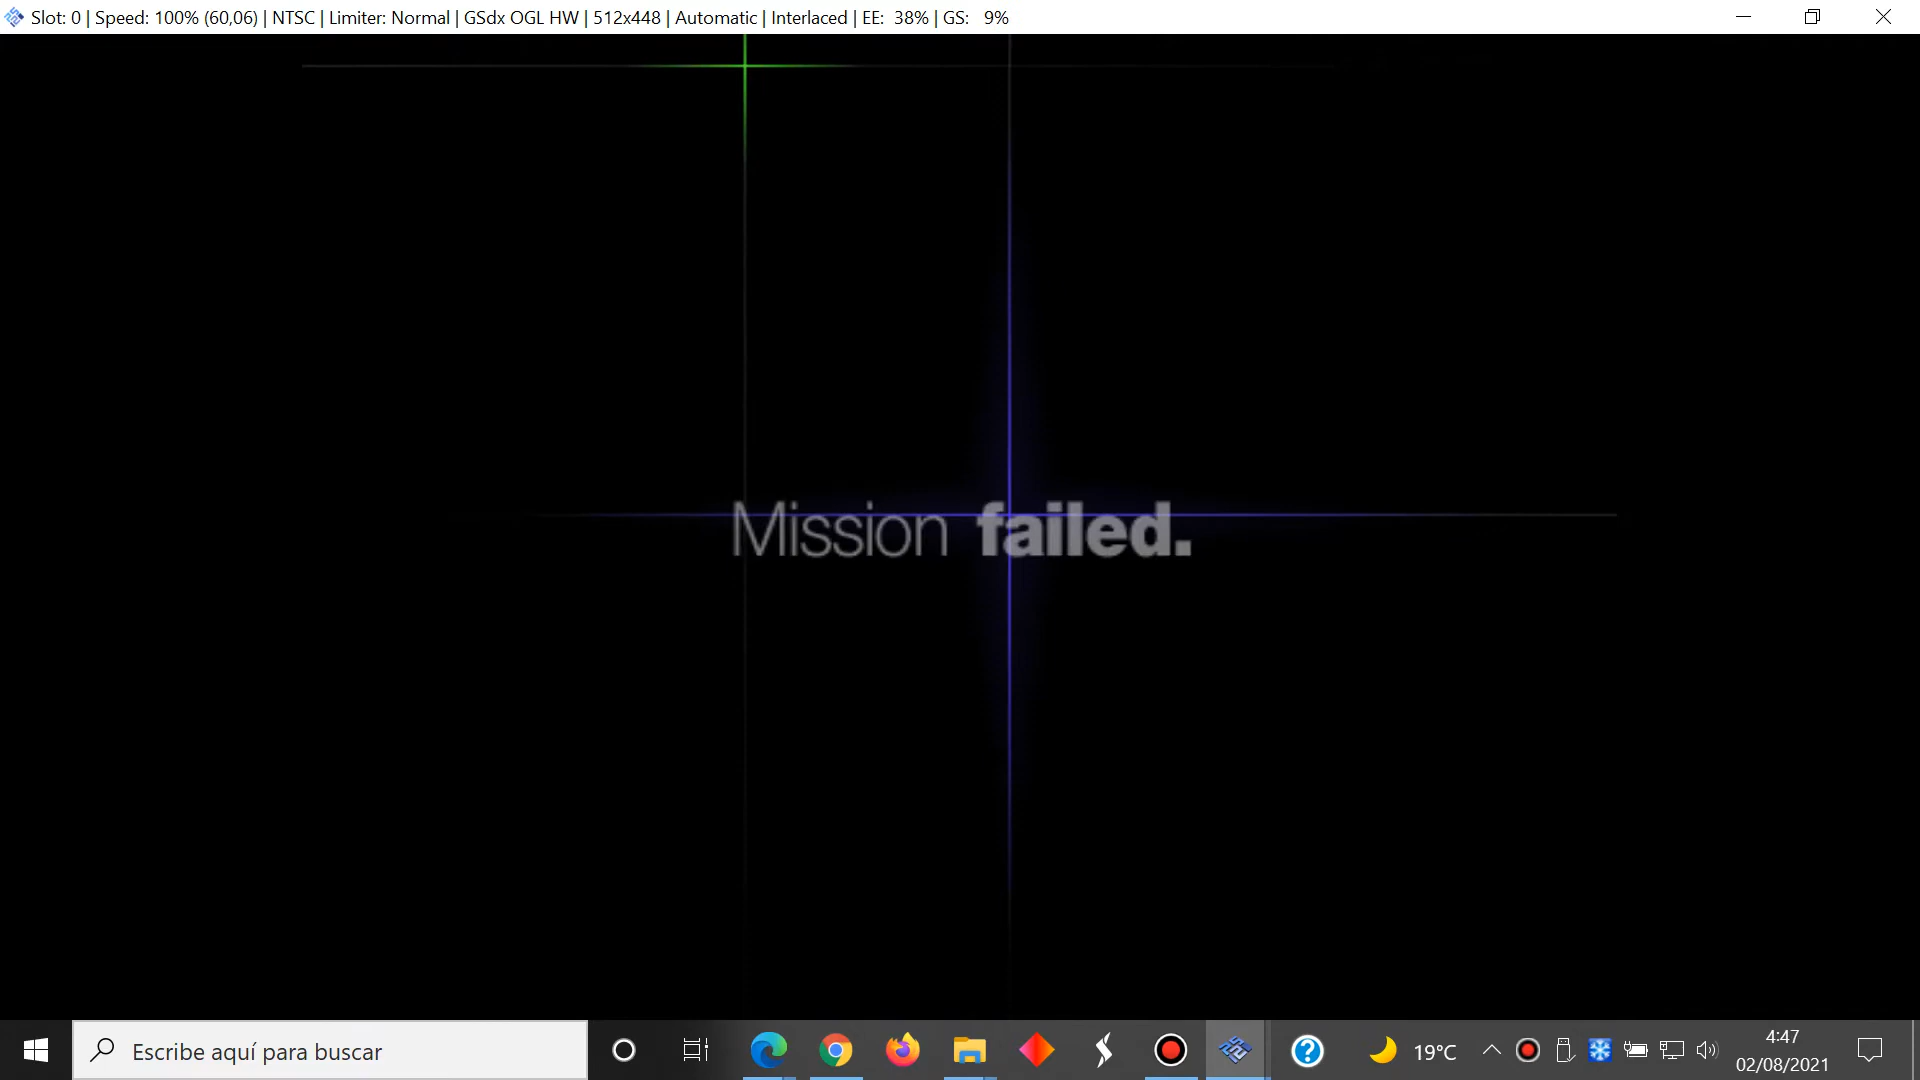 Slot: 0 | Speed: 100% (60,06) | NTSC | Limiter: Normal | GSdx OGL HW | 512x448 | Automatic | Interlaced | EE:  38% | GS:   9%
Mission failed.
Escribe aquí para buscar
19°C
4:47
02/08/2021